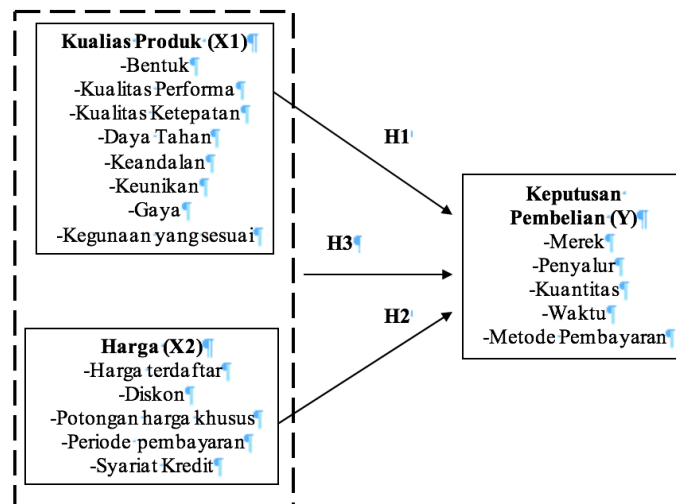 Kualias Produk (X1)¶
-Bentuk¶
-Kualitas Performa¶
-Kualitas Ketepatan¶
-Daya Tahan¶
-Keandalan¶
-Keunikan¶
-Gaya¶
-Kegunaan yang sesuai¶
H1
H3¶
H2
Keputusan
Pembelian (Y)¶
-Merek¶
-Penyalur¶
-Kuantitas¶
-Waktu¶
-Metode Pembayaran¶
Harga (X2)¶
-Harga terdaftar¶
-Diskon¶
-Potongan harga khusus¶
-Periode pembayaran¶
-Syariat Kredit¶